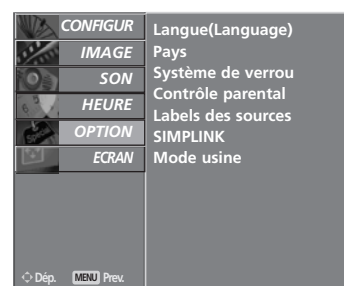 CONFIGUR
IMAGE
SON
HEURE
OPTION
ECRAN
Langue(Language)
Pays
Système de verrou
Contrôle parental
Labels des sources
SIMPLINK
Mode usine
Dép. MENU Prev.